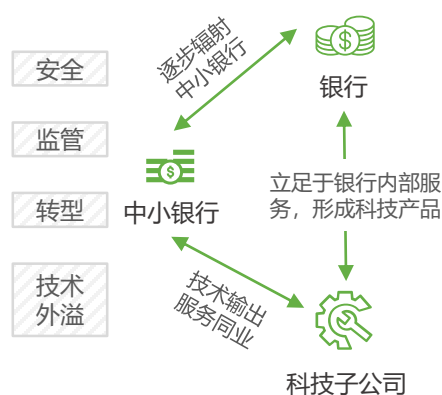 安全
监管
转型
技术
外溢
逐步辐射
中小银行
银行
中小银行
立足于银行内部服
务，形成科技产品
技术输出
服务同业
科技子公司